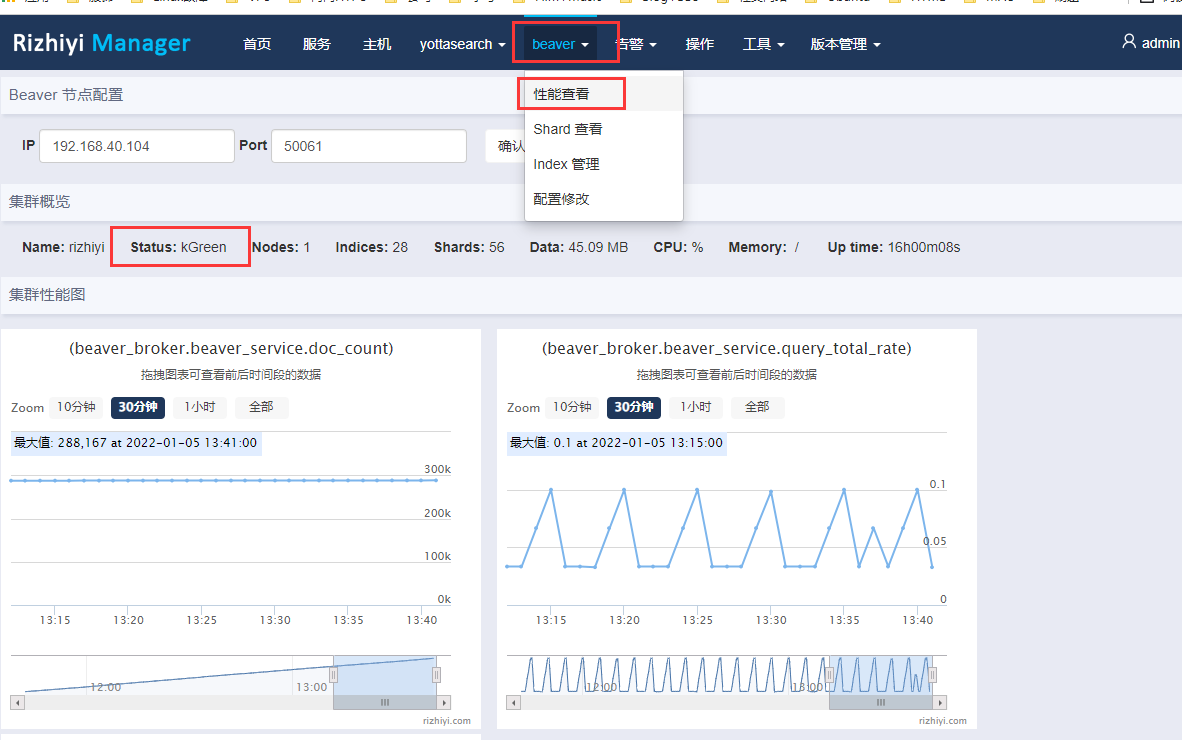 Rizhiyi Manager 首页 服务 主机 yottasearch beaver 告警 操作 工具 版本管理 admin
Beaver 节点配置
性能查看
Shard 查看
Index 管理
配置修改
IP 192.168.40.104 Port 50061 确认
集群概览
Name: rizhiyi Status: kGreen Nodes: 1 Indices: 28 Shards: 56 Data: 45.09 MB CPU: % Memory: / Up time: 16h00m08s
集群性能图
(beaver_broker.beaver_service.doc_count)
拖拽图表可查看前后时间段的数据
Zoom 10分钟 30分钟 1小时 全部
最大值: 288,167 at 2022-01-05 13:41:00
300k
200k
100k
0k
13:15 13:20 13:25 13:30 13:35 13:40
12:00 13:00
rizhiyi.com
(beaver_broker.beaver_service.query_total_rate)
拖拽图表可查看前后时间段的数据
Zoom 10分钟 30分钟 1小时 全部
最大值: 0.1 at 2022-01-05 13:15:00
0.1
0.05
0
13:15 13:20 13:25 13:30 13:35 13:40
12:00 13:00
rizhiyi.com